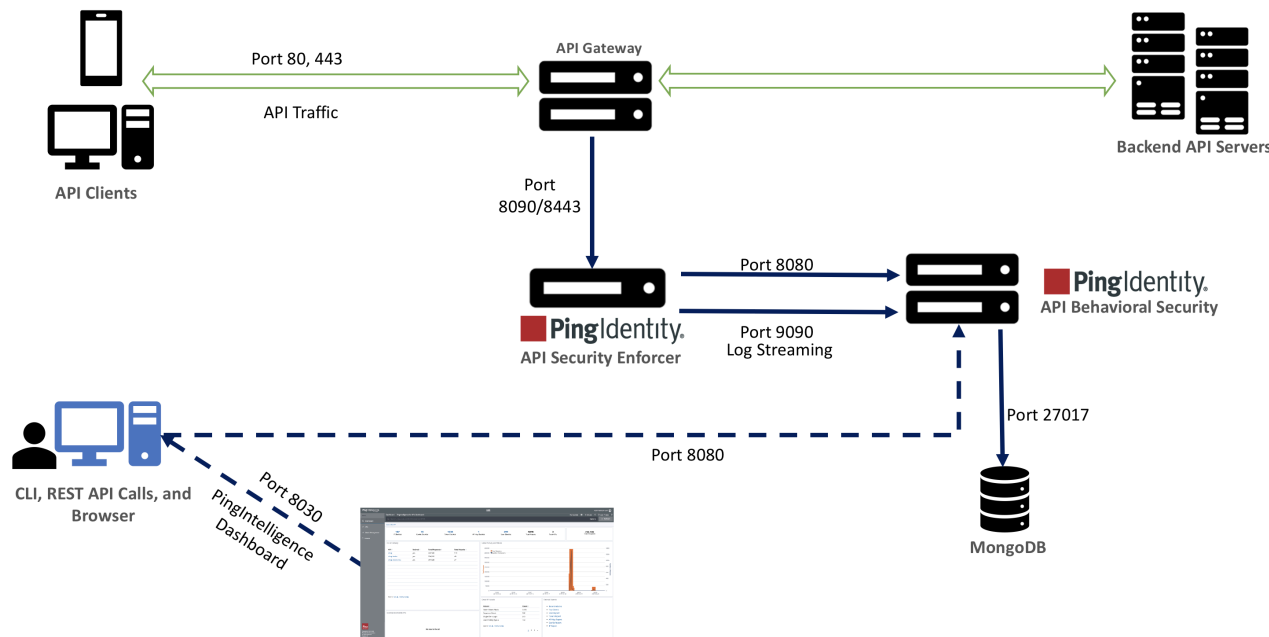 API Gateway
Port 80, 443
API Traffic
API Clients
Backend API Servers
Port
8090/8443
Port 8080
PingIdentity.
API Behavioral Security
PingIdentity.
API Security Enforcer
Port 9090
Log Streaming
Port 27017
Port 8080
CLI, REST API Calls, and
Browser
Port 8030
PingIntelligence
Dashboard
MongoDB